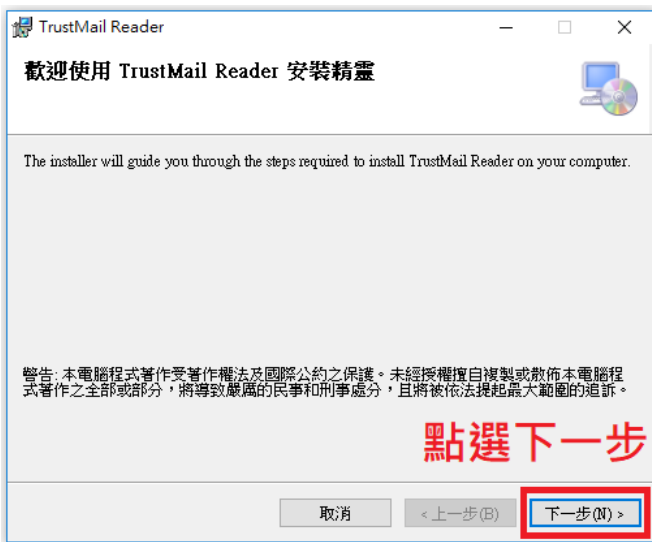 TrustMail Reader
歡迎使用 TrustMail Reader 安裝精靈
The installer will guide you through the steps required to install TrustMail Reader on your computer.
警告: 本電腦程式著作受著作權法及國際公約之保護。未經授權擅自複製或散佈本電腦程
式著作之全部或部分，將導致嚴厲的民事和刑事處分，且將被依法提起最大範圍的追訴。
點選下一步
取消 <上一步(B) 下一步(N) >